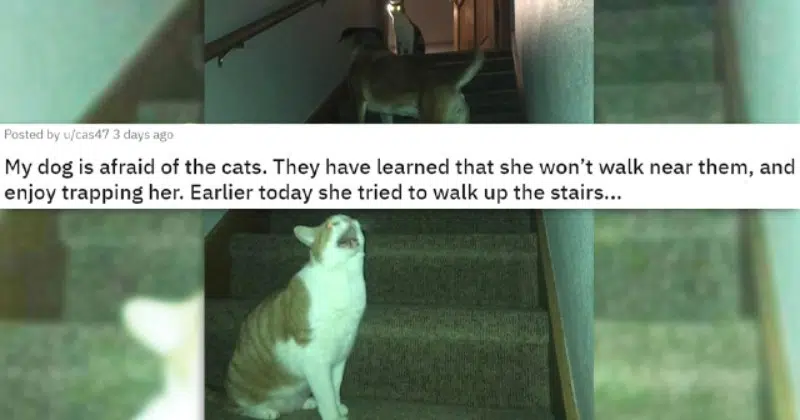 Posted by u/cas47 3 days ago
My dog is afraid of the cats. They have learned that she won’t walk near them, and
enjoy trapping her. Earlier today she tried to walk up the stairs...